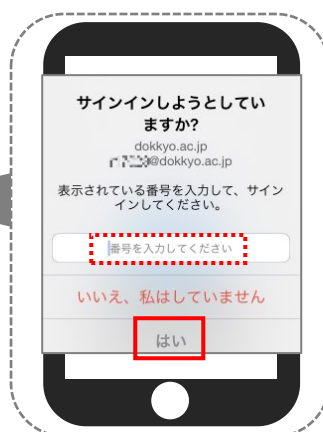 サインインしようとしてい
ますか?
dokkyo.ac.jp
@dokkyo.ac.jp
表示されている番号を入力して、サイン
インしてください。
番号を入力してください
いいえ、私はしていません
はい